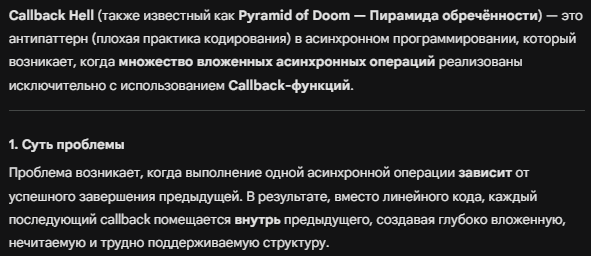 Callback Hell (также известный как Pyramid of Doom — Пирамида обречённости) — это
антипаттерн (плохая практика кодирования) в асинхронном программировании, который
возникает, когда множество вложенных асинхронных операций реализованы
исключительно с использованием Callback-функций.
1. Суть проблемы
Проблема возникает, когда выполнение одной асинхронной операции зависит от
успешного завершения предыдущей. В результате, вместо линейного кода, каждый
последующий callback помещается внутрь предыдущего, создавая глубоко вложенную,
нечитаемую и трудно поддерживаемую структуру.